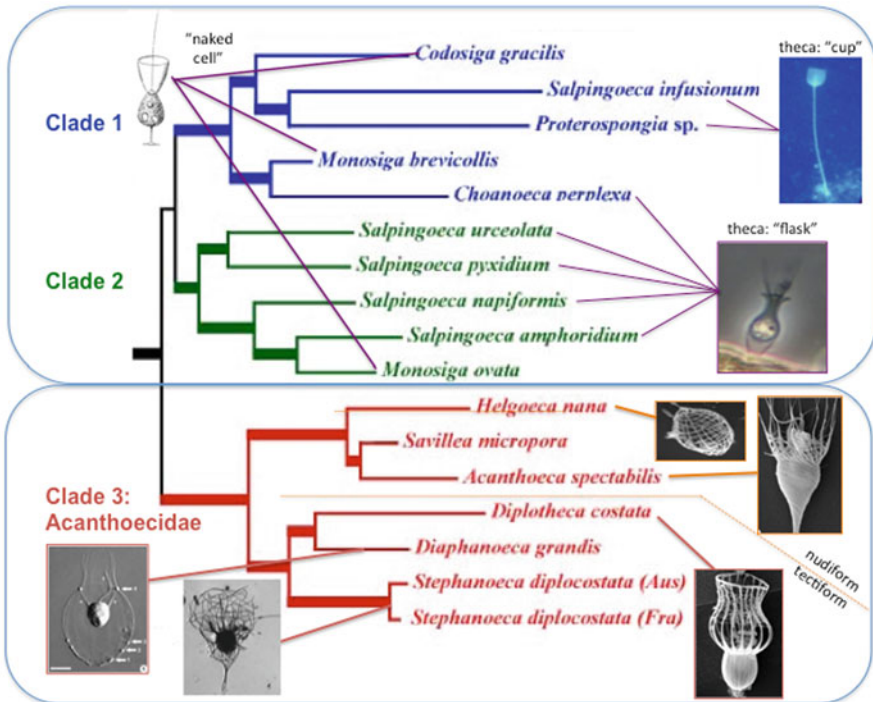 "naked
cell"
theca: "cup"
Codosiga gracilis
Salpingoeca infusionum
Proterospongia sp.
Clade 1
Monosiga brevicollis
Choanoeca perplexa
theca: "flask"
Salpingoeca urceolata
Salpingoeca pyxidium
Clade 2
Salpingoeca napiformis
Salpingoeca amphoridium
Monosiga ovata
Helgoeca nana
Savillea micropora
Acanthoeca spectabilis
Clade 3:
Acanthoecidae
Diplotheca costata
Diaphanoeca grandis
nudiform
tectiform
Stephanoeca diplocostata (Aus)
Stephanoeca diplocostata (Fra)